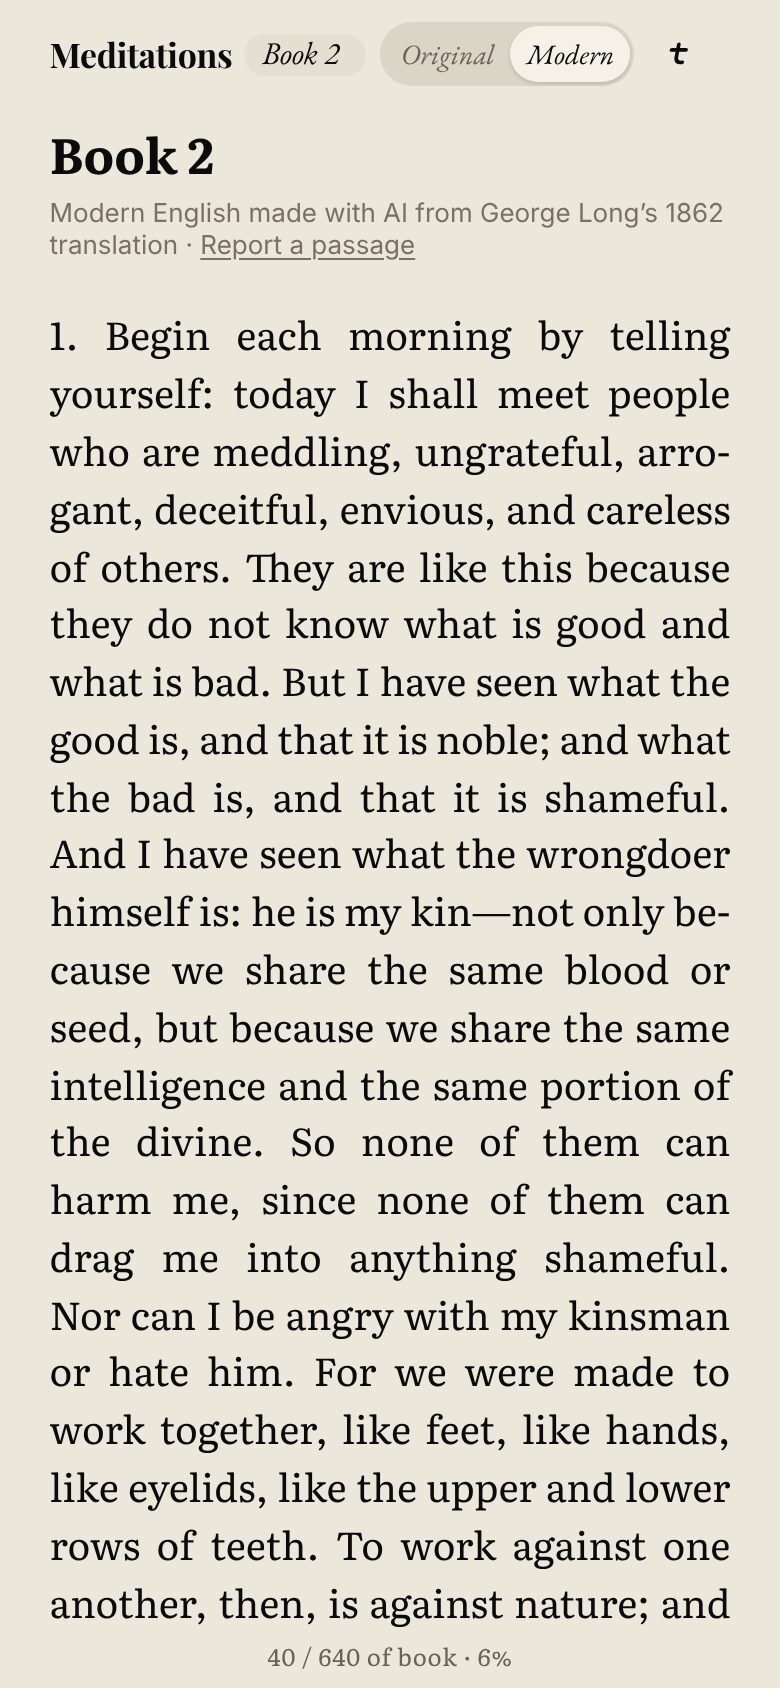 Meditations Book 2 Original Modern t
Book 2
Modern English made with AI from George Long’s 1862
translation · Report a passage
1. Begin each morning by telling
yourself: today I shall meet people
who are meddling, ungrateful, arro-
gant, deceitful, envious, and careless
of others. They are like this because
they do not know what is good and
what is bad. But I have seen what the
good is, and that it is noble; and what
the bad is, and that it is shameful.
And I have seen what the wrongdoer
himself is: he is my kin—not only be-
cause we share the same blood or
seed, but because we share the same
intelligence and the same portion of
the divine. So none of them can
harm me, since none of them can
drag me into anything shameful.
Nor can I be angry with my kinsman
or hate him. For we were made to
work together, like feet, like hands,
like eyelids, like the upper and lower
rows of teeth. To work against one
another, then, is against nature; and
40 / 640 of book · 6%